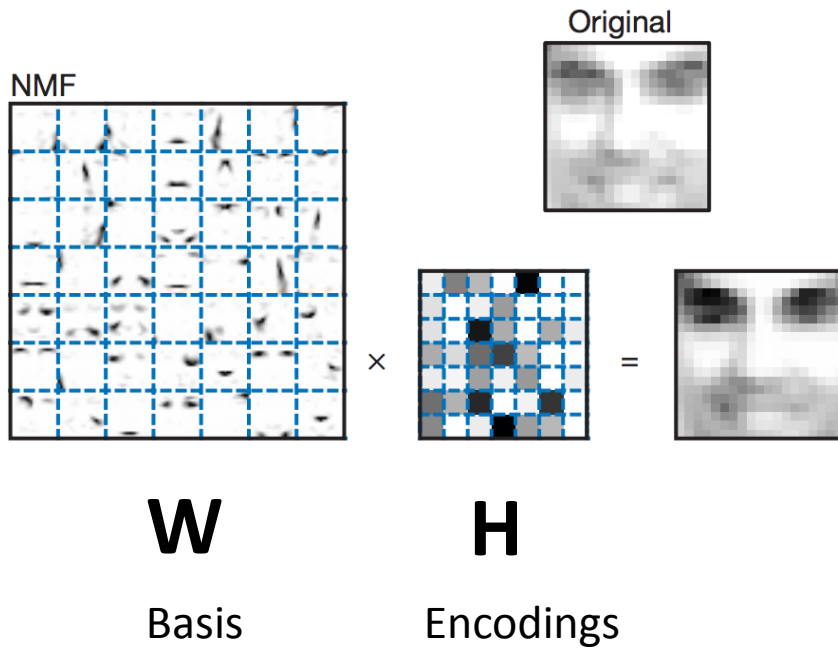 Original
NMF
×
=
W
H
Basis
Encodings